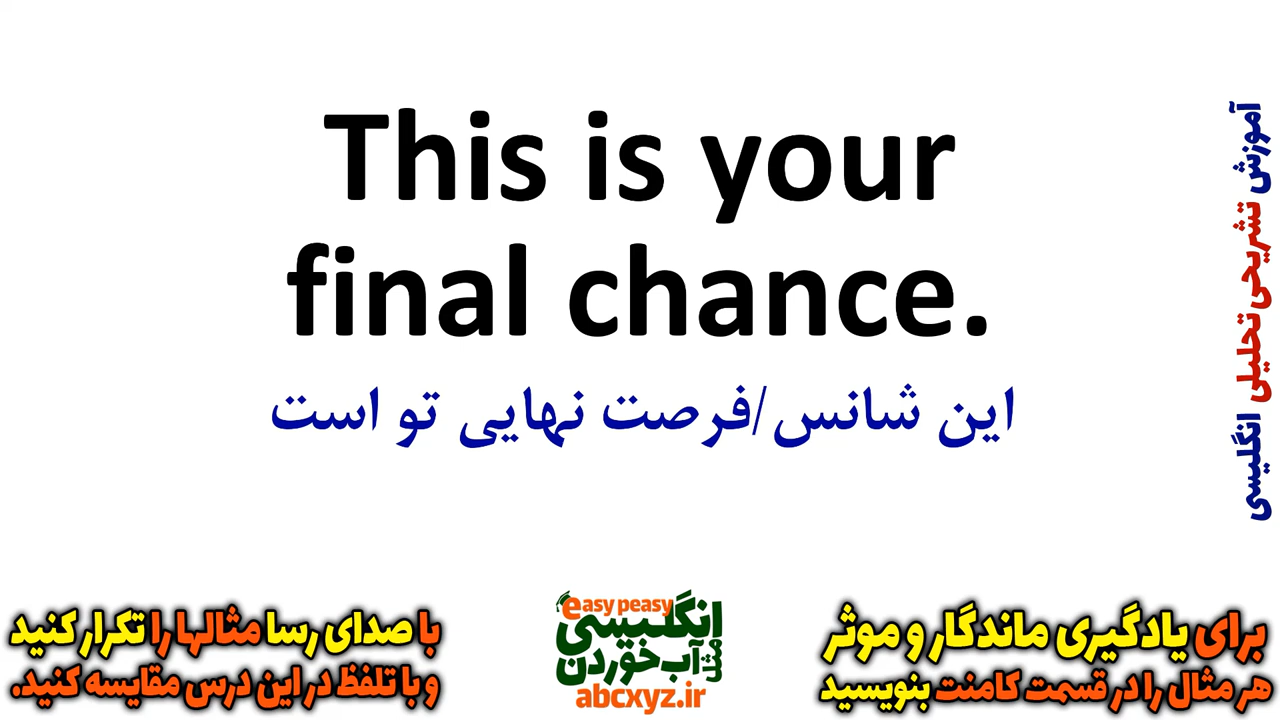 This is your
final chance.
این شانس/فرصت نهایی تو است
آموزش تشریحی تحلیلی انگلیسی
با صدای رسا مثالها را تکرار کنید
و با تلفظ در این درس مقایسه کنید.
easy peasy
انگلیسی
مثل آب خوردن
abcxyz.ir
برای یادگیری ماندگار و موثر
هر مثال را در قسمت کامنت بنویسید